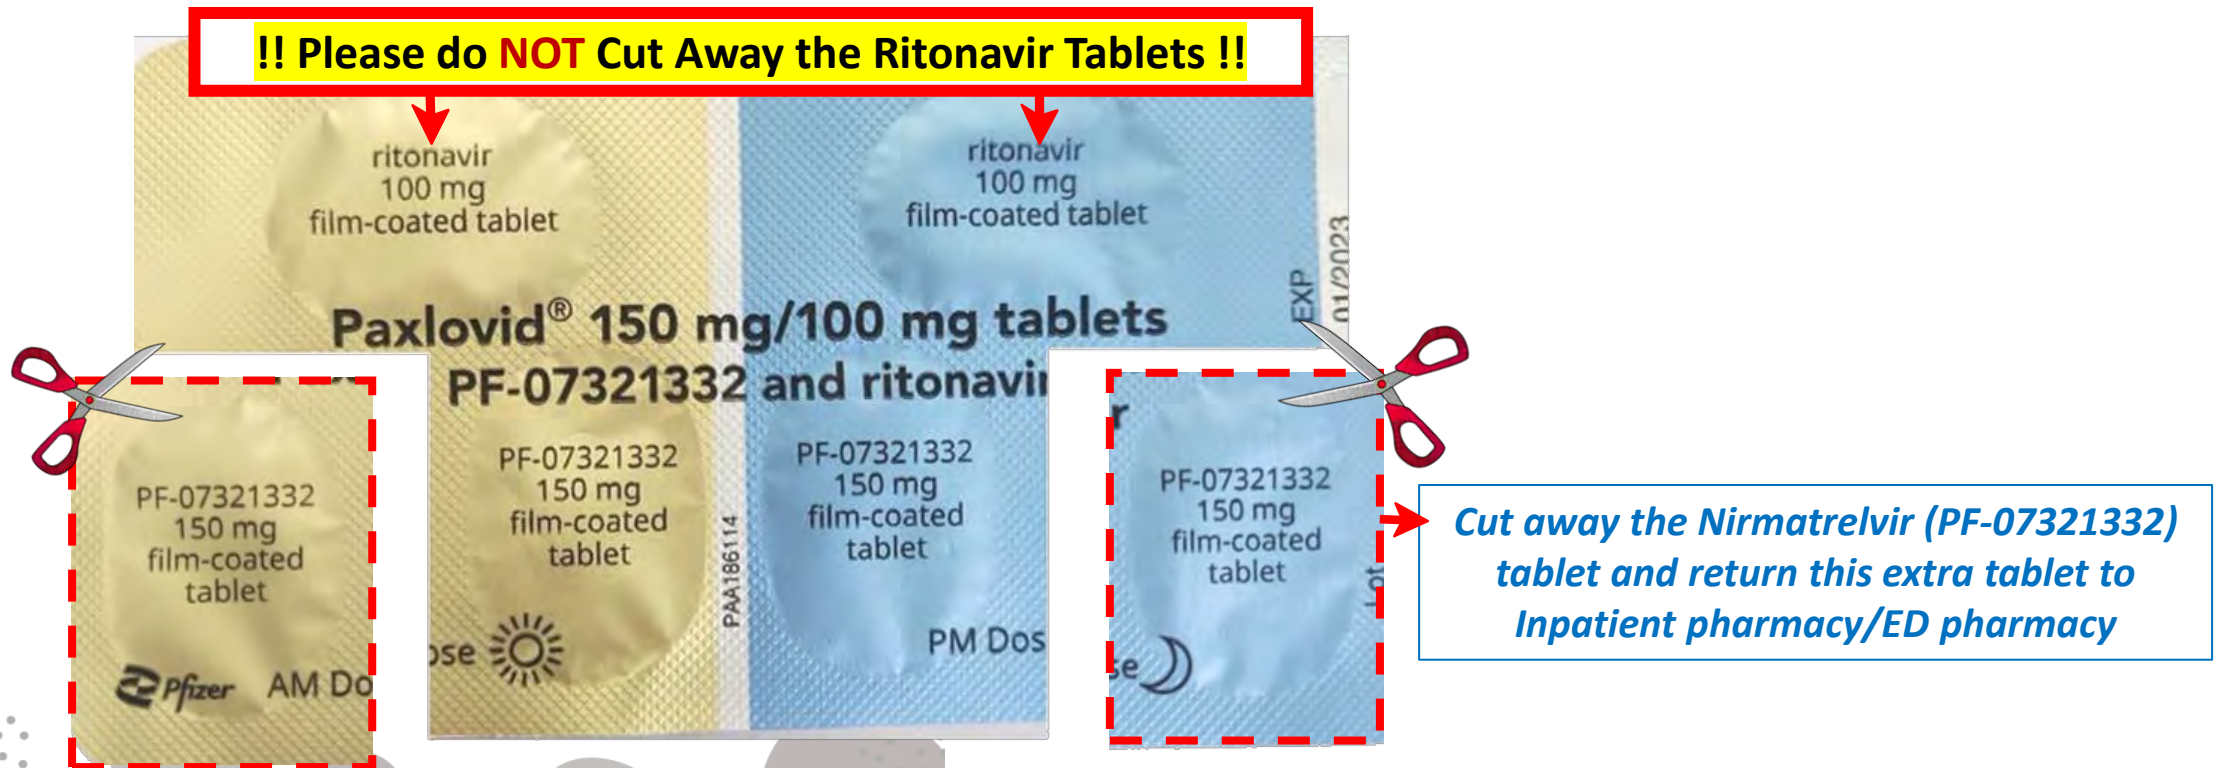 !! Please do NOT Cut Away the Ritonavir Tablets !!
ritonavir
100 mg
film-coated tablet
ritonavir
100 mg
film-coated tablet
EXP
01/2023
Paxlovid® 150 mg/100 mg tablets
PF-07321332 and ritonavir
PF-07321332
150 mg
film-coated
tablet
Pfizer AM Do
PF-07321332
150 mg
film-coated
tablet
ose
PAA186114
PF-07321332
150 mg
film-coated
tablet
PM Dos
r
PF-07321332
150 mg
film-coated
tablet
se
Lot
Cut away the Nirmatrelvir (PF-07321332)
tablet and return this extra tablet to
Inpatient pharmacy/ED pharmacy